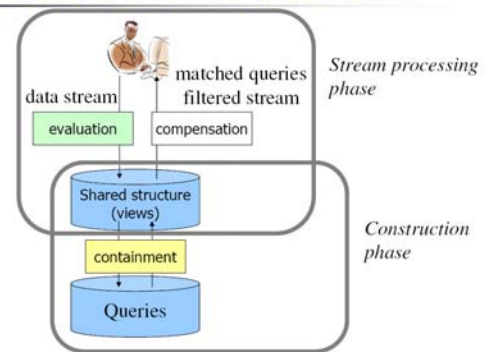 Stream processing
phase
matched queries
filtered stream
data stream
evaluation
compensation
Shared structure
(views)
Construction
phase
containment
Queries